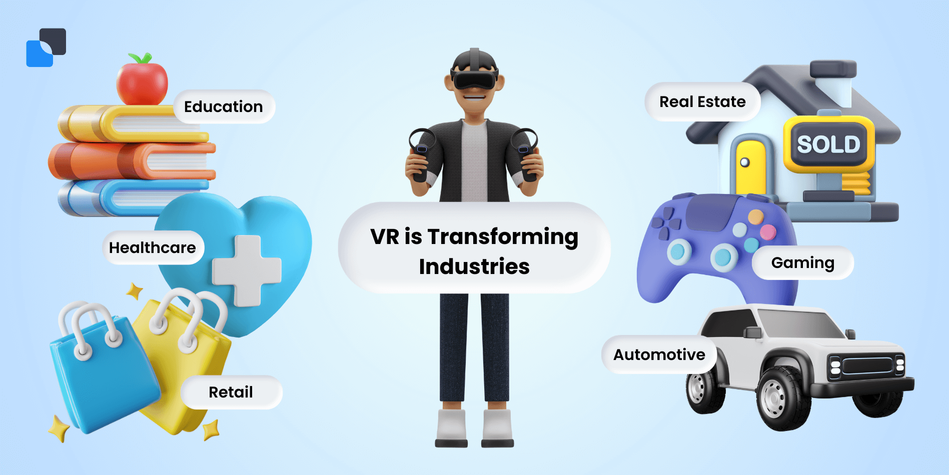 Education
Healthcare
Retail
VR is Transforming
Industries
Real Estate
SOLD
Gaming
Automotive